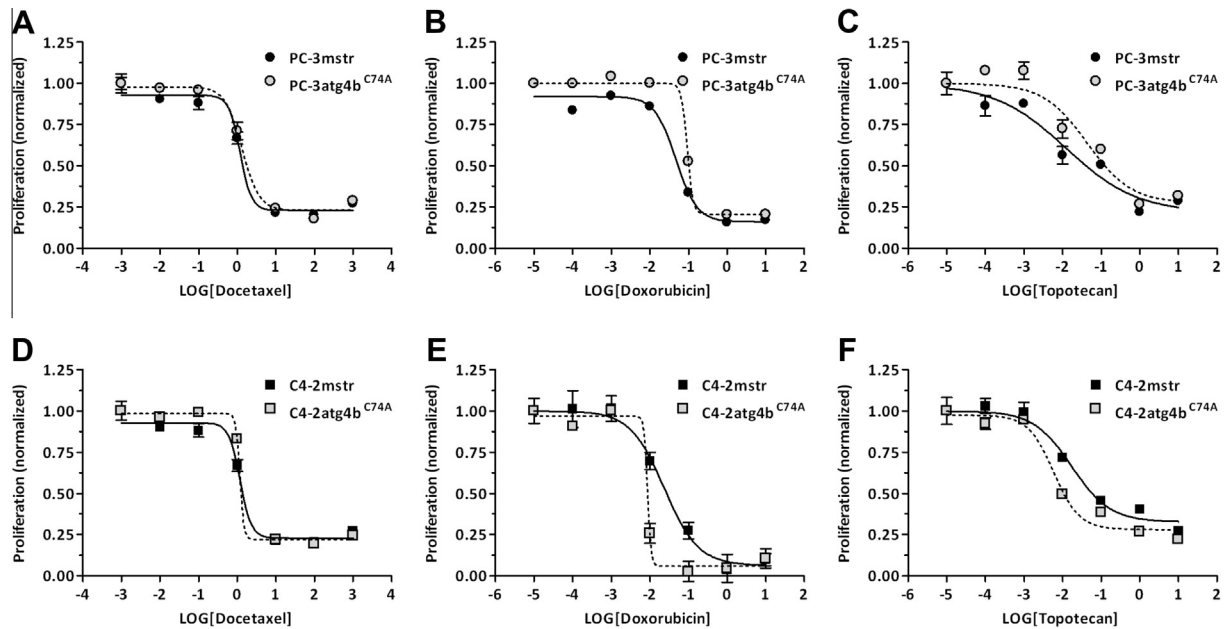 A
Proliferation (normalized)
1.25
1.00
0.75
0.50
0.25
0.00
PC-3mstr
PC-3atg4b^C74A
-4 -3 -2 -1 0 1 2 3 4
LOG[Docetaxel]
B
Proliferation (normalized)
1.25
1.00
0.75
0.50
0.25
0.00
PC-3mstr
PC-3atg4b^C74A
-6 -5 -4 -3 -2 -1 0 1 2
LOG[Doxorubicin]
C
Proliferation (normalized)
1.25
1.00
0.75
0.50
0.25
0.00
PC-3mstr
PC-3atg4b^C74A
-6 -5 -4 -3 -2 -1 0 1 2
LOG[Topotecan]
D
Proliferation (normalized)
1.25
1.00
0.75
0.50
0.25
0.00
C4-2mstr
C4-2atg4b^C74A
-4 -3 -2 -1 0 1 2 3 4
LOG[Docetaxel]
E
Proliferation (normalized)
1.25
1.00
0.75
0.50
0.25
0.00
C4-2mstr
C4-2atg4b^C74A
-6 -5 -4 -3 -2 -1 0 1 2
LOG[Doxorubicin]
F
Proliferation (normalized)
1.25
1.00
0.75
0.50
0.25
0.00
C4-2mstr
C4-2atg4b^C74A
-6 -5 -4 -3 -2 -1 0 1 2
LOG[Topotecan]